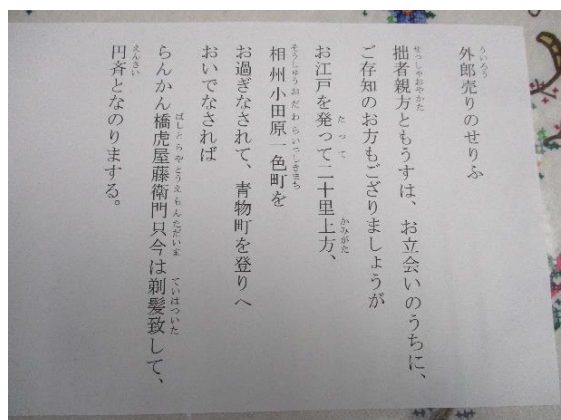 外郎売りのせりふ
拙者親方ともうすは、お立会いのうちに、
ご存知のお方もござりましょうが
お江戸を発って二十里上方、
相州小田原一色町を
お過ぎなされて、青物町を登りへ
おいでなされば
らんかん橋虎屋藤衛門只今は剃髪致して、
円斉となのりまする。